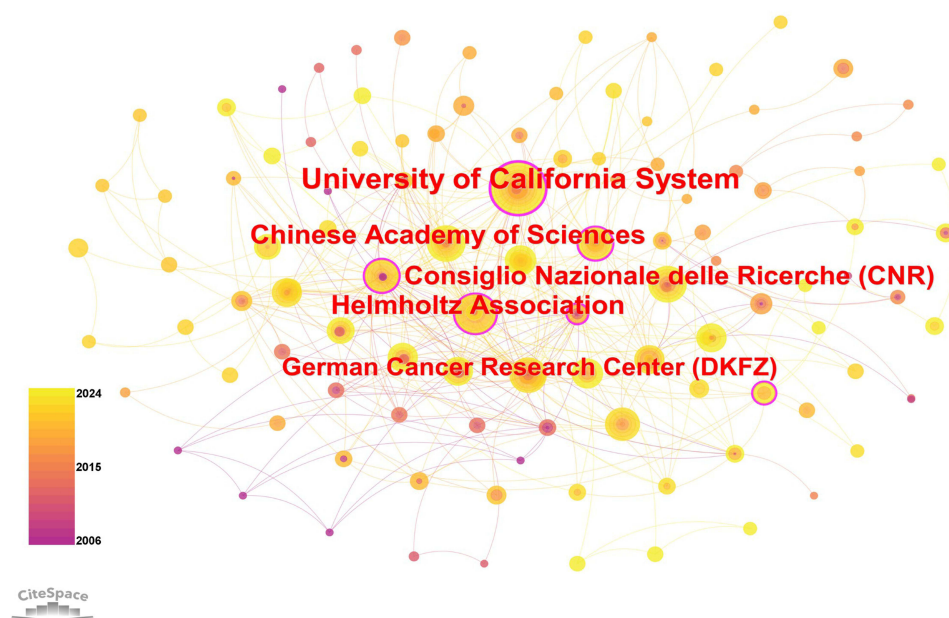 University of California System
Chinese Academy of Sciences
Consiglio Nazionale delle Ricerche (CNR)
Helmholtz Association
German Cancer Research Center (DKFZ)
2024
2015
2006
CiteSpace